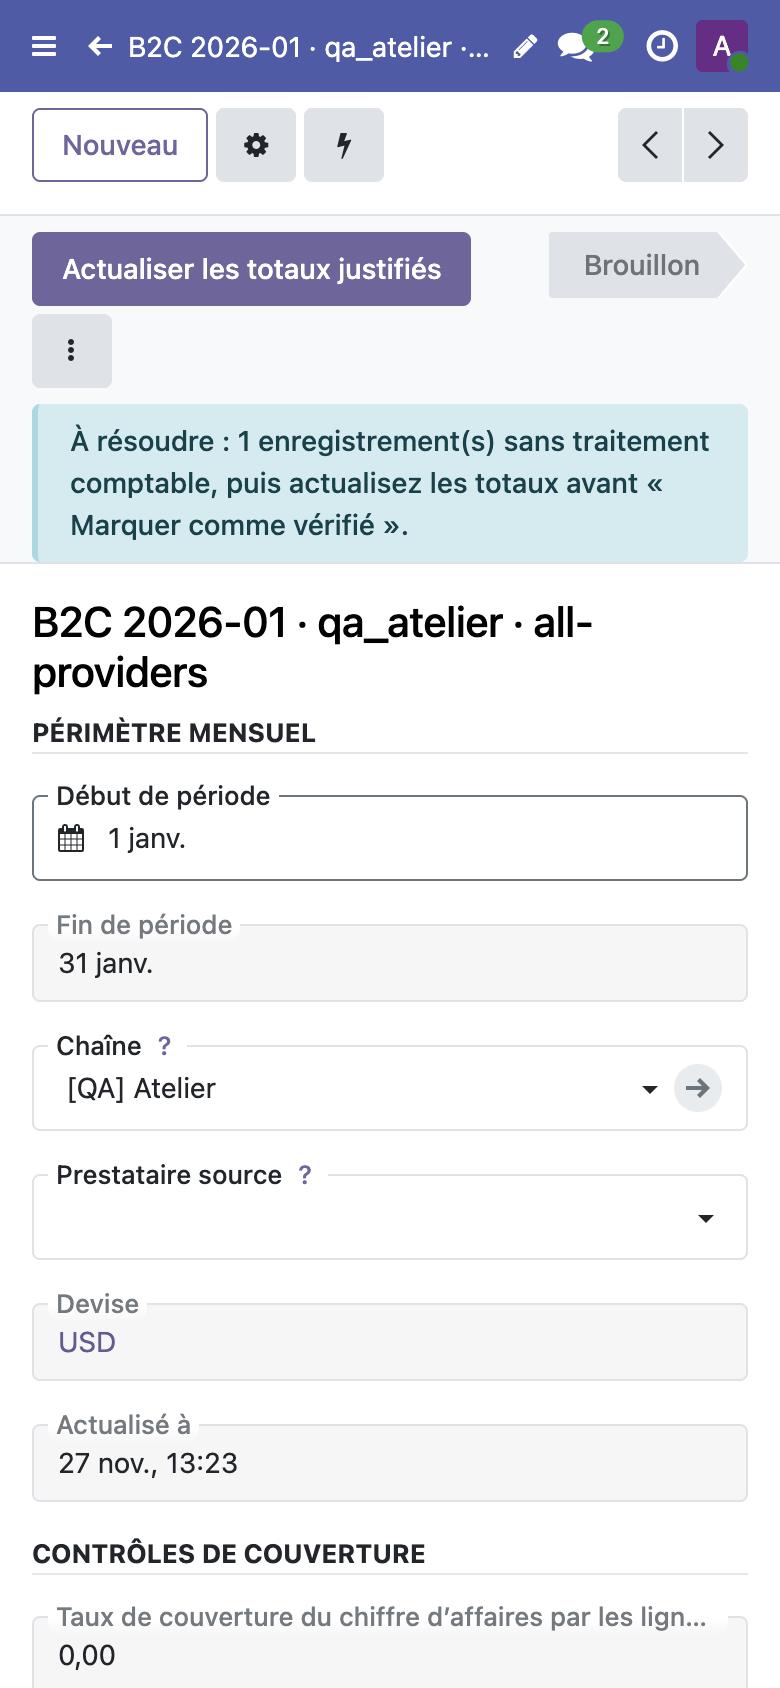 B2C 2026-01 · qa_atelier ·...
2
A
Nouveau
Actualiser les totaux justifiés
Brouillon
À résoudre : 1 enregistrement(s) sans traitement
comptable, puis actualisez les totaux avant «
Marquer comme vérifié ».
B2C 2026-01 · qa_atelier · all-
providers
PÉRIMÈTRE MENSUEL
Début de période
1 janv.
Fin de période
31 janv.
Chaîne ?
[QA] Atelier
Prestataire source ?
Devise
USD
Actualisé à
27 nov., 13:23
CONTRÔLES DE COUVERTURE
Taux de couverture du chiffre d’affaires par les lign...
0,00